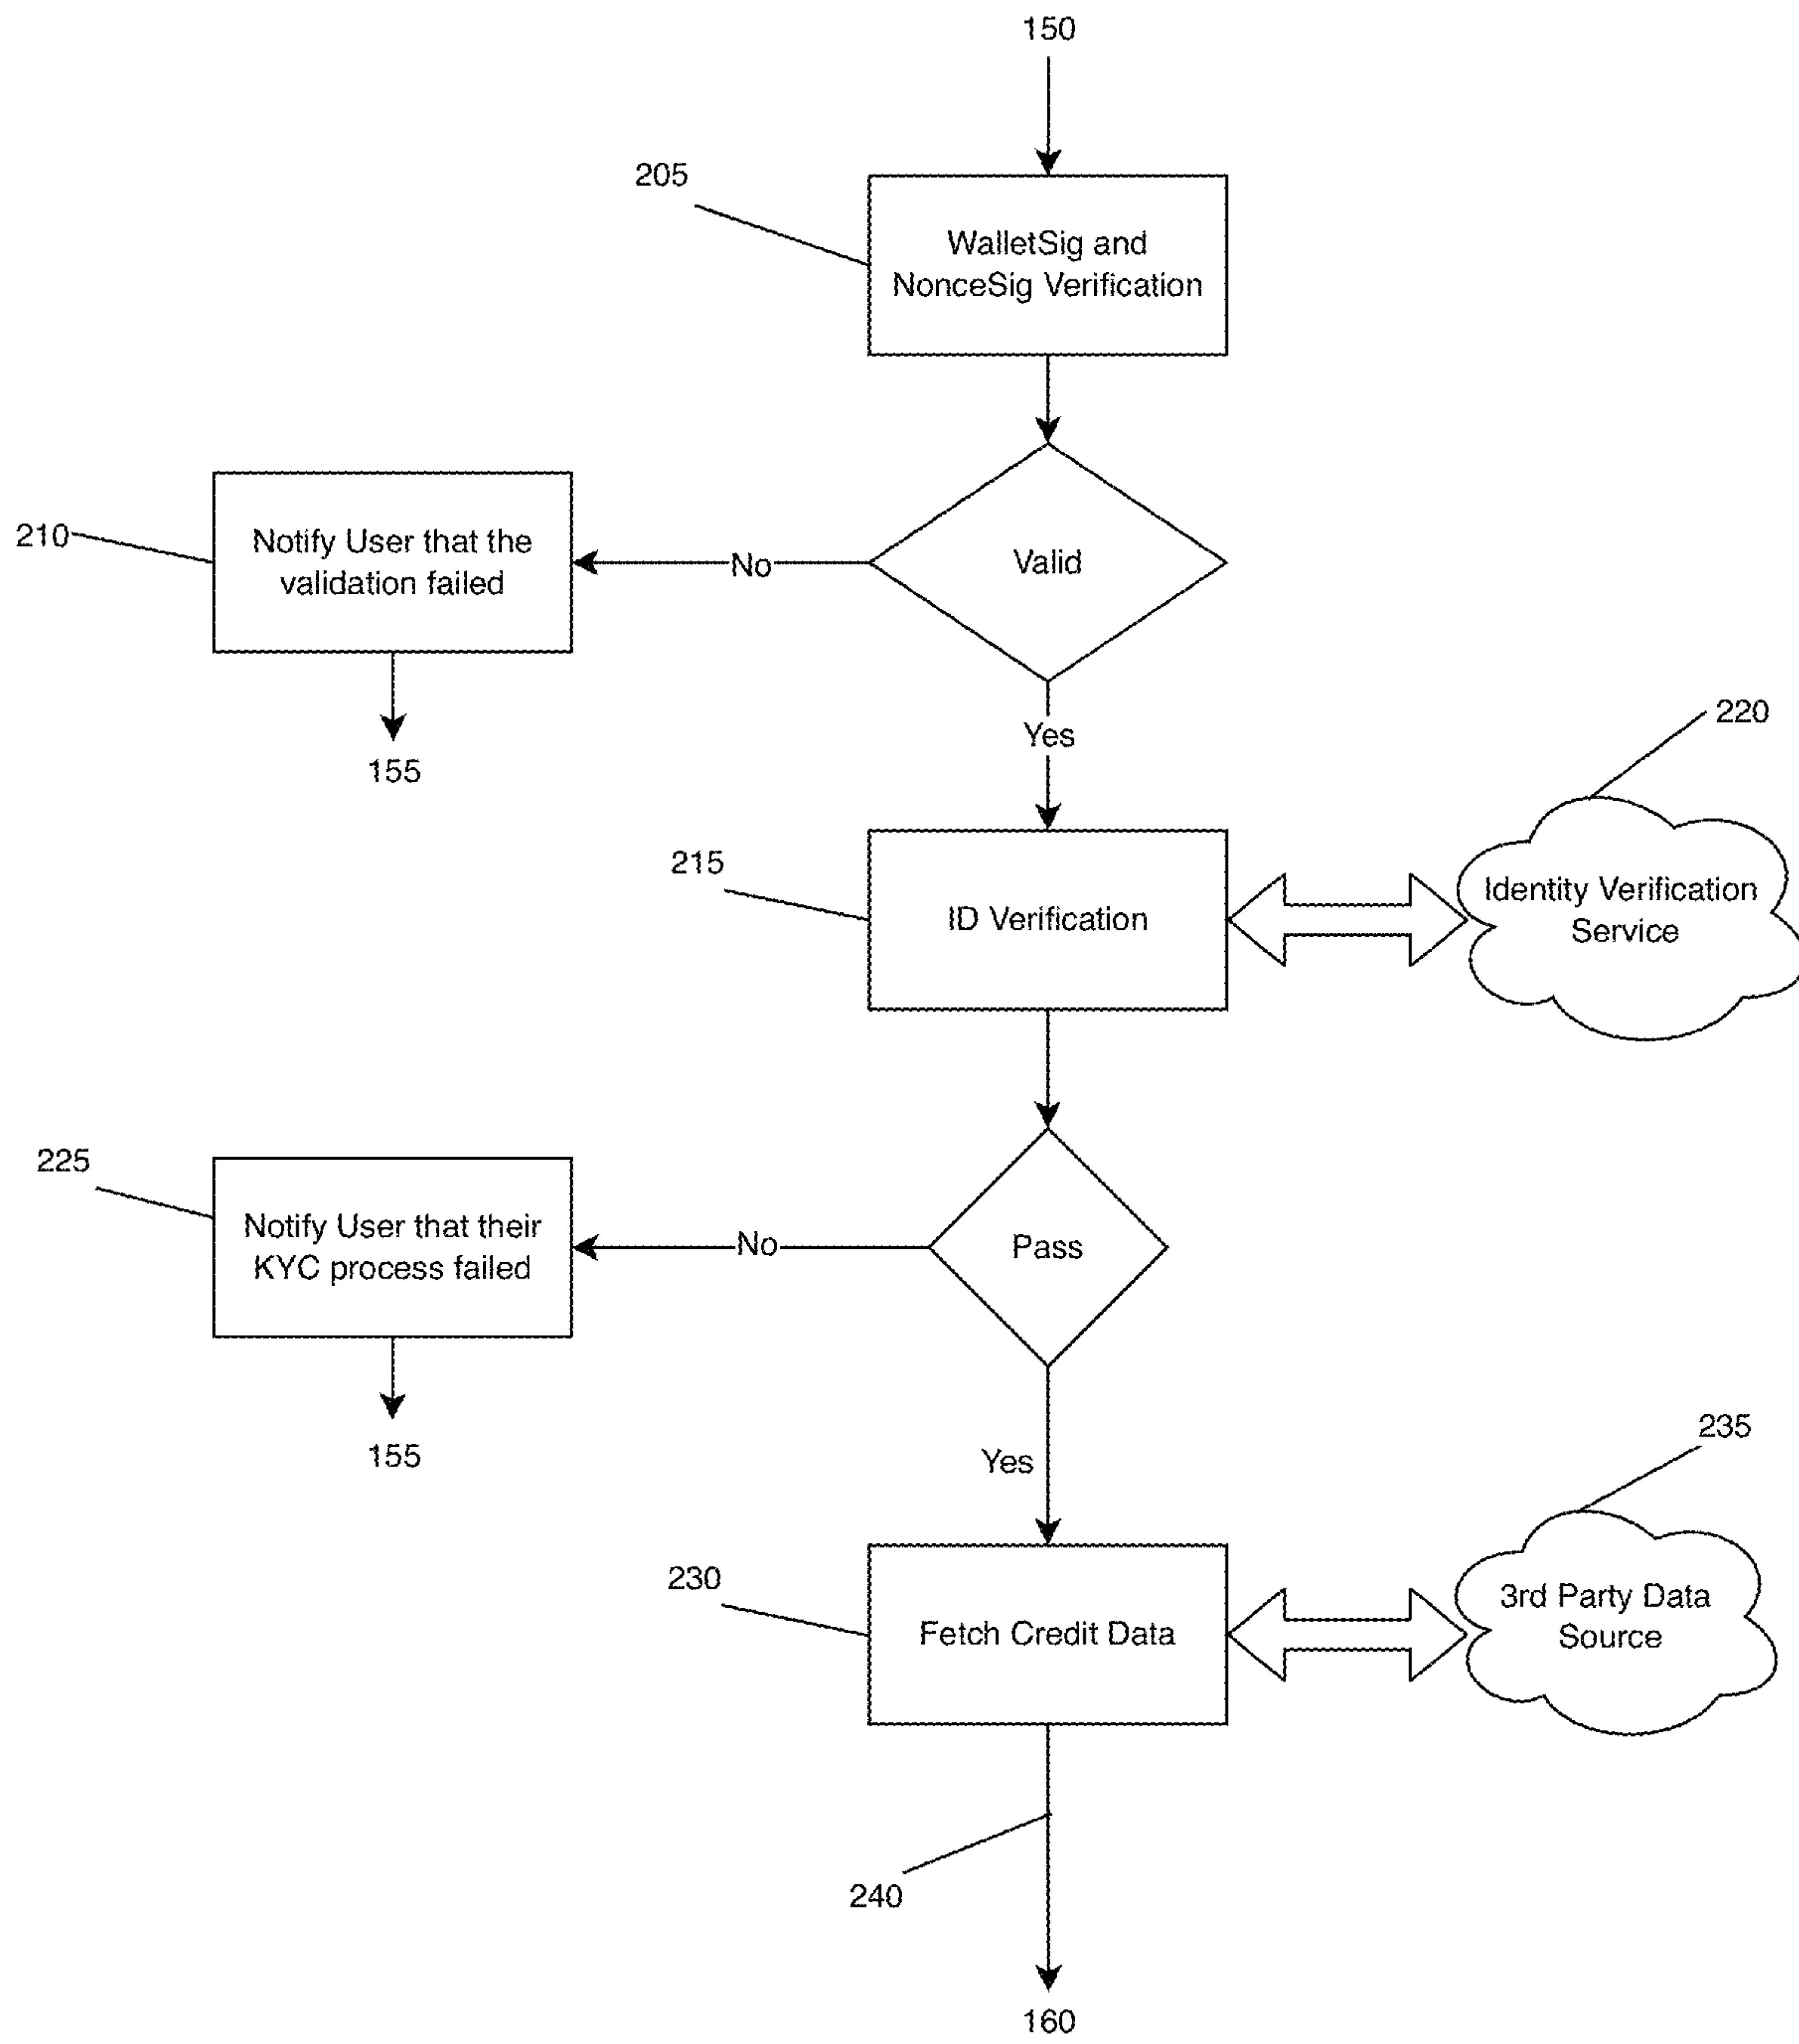 150
205
WalletSig and
NonceSig Verification
210
Notify User that the
validation failed
No
Valid
155
Yes
220
215
ID Verification
Identity Verification
Service
225
Notify User that their
KYC process failed
No
Pass
155
Yes
235
230
Fetch Credit Data
3rd Party Data
Source
240
160